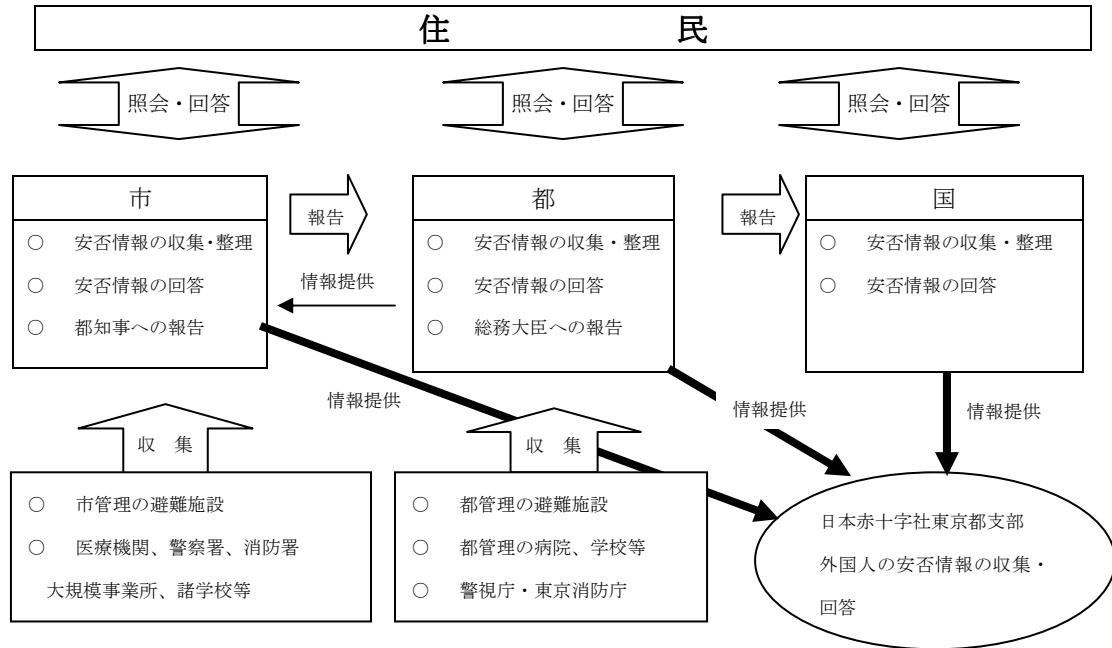 住 民
照会・回答
照会・回答
照会・回答
市
○ 安否情報の収集・整理
○ 安否情報の回答
○ 都知事への報告
報告
情報提供
都
○ 安否情報の収集・整理
○ 安否情報の回答
○ 総務大臣への報告
報告
国
○ 安否情報の収集・整理
○ 安否情報の回答
情報提供
情報提供
情報提供
収 集
収 集
○ 市管理の避難施設
○ 医療機関、警察署、消防署
大規模事業所、諸学校等
○ 都管理の避難施設
○ 都管理の病院、学校等
○ 警視庁・東京消防庁
日本赤十字社東京都支部
外国人の安否情報の収集・
回答